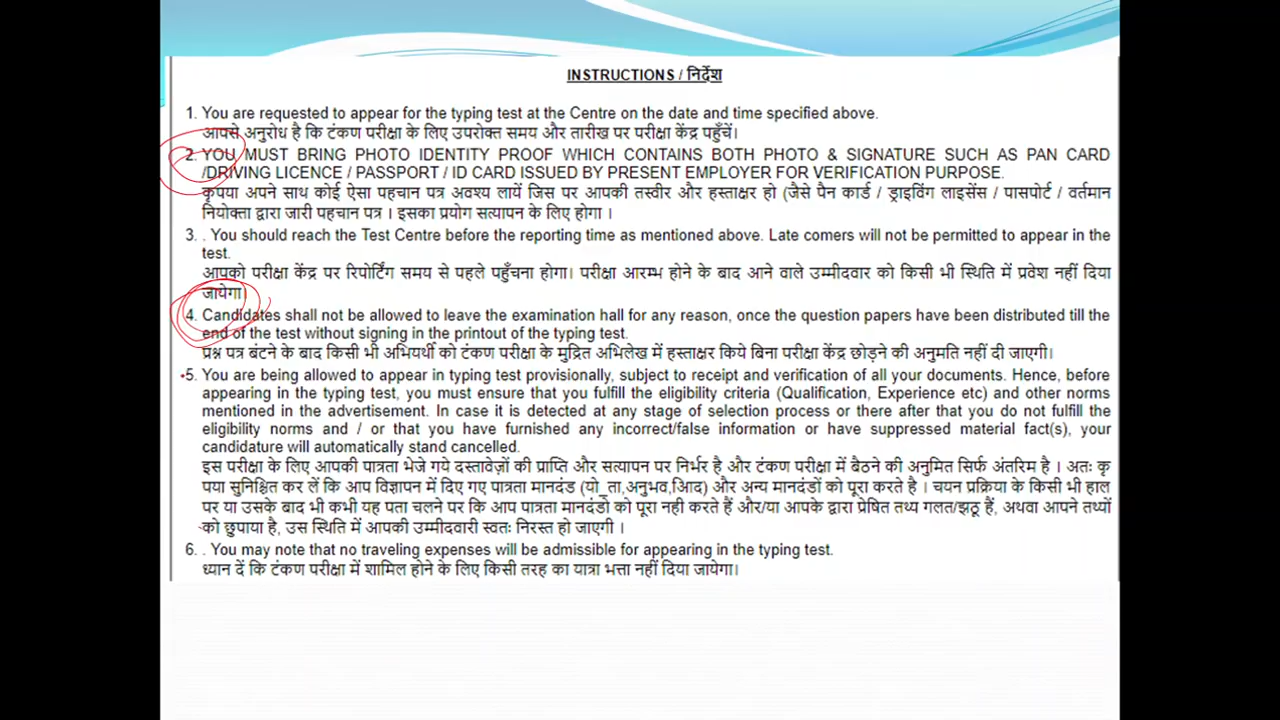 INSTRUCTIONS / निर्देश
1. You are requested to appear for the typing test at the Centre on the date and time specified above.
आपसे अनुरोध है कि टंकण परीक्षा के लिए उपरोक्त समय और तारीख पर परीक्षा केंद्र पहुँचें।
2. YOU MUST BRING PHOTO IDENTITY PROOF WHICH CONTAINS BOTH PHOTO & SIGNATURE SUCH AS PAN CARD
/DRIVING LICENCE / PASSPORT / ID CARD ISSUED BY PRESENT EMPLOYER FOR VERIFICATION PURPOSE.
कृपया अपने साथ कोई ऐसा पहचान पत्र अवश्य लायें जिस पर आपकी तस्वीर और हस्ताक्षर हो (जैसे पैन कार्ड / ड्राइविंग लाइसेंस / पासपोर्ट / वर्तमान
नियोक्ता द्वारा जारी पहचान पत्र । इसका प्रयोग सत्यापन के लिए होगा ।
3. . You should reach the Test Centre before the reporting time as mentioned above. Late comers will not be permitted to appear in the
test.
आपको परीक्षा केंद्र पर रिपोर्टिंग समय से पहले पहुँचना होगा। परीक्षा आरम्भ होने के बाद आने वाले उम्मीदवार को किसी भी स्थिति में प्रवेश नहीं दिया
जायेगा।
4. Candidates shall not be allowed to leave the examination hall for any reason, once the question papers have been distributed till the
end of the test without signing in the printout of the typing test.
प्रश्न पत्र बंटने के बाद किसी भी अभियर्थी को टंकण परीक्षा के मुद्रित अभिलेख में हस्ताक्षर किये बिना परीक्षा केंद्र छोड़ने की अनुमति नहीं दी जाएगी।
5. You are being allowed to appear in typing test provisionally, subject to receipt and verification of all your documents. Hence, before
appearing in the typing test, you must ensure that you fulfill the eligibility criteria (Qualification, Experience etc) and other norms
mentioned in the advertisement. In case it is detected at any stage of selection process or there after that you do not fulfill the
eligibility norms and / or that you have furnished any incorrect/false information or have suppressed material fact(s), your
candidature will automatically stand cancelled.
इस परीक्षा के लिए आपकी पात्रता भेजे गये दस्तावेज़ों की प्राप्ति और सत्यापन पर निर्भर है और टंकण परीक्षा में बैठने की अनुमित सिर्फ अंतरिम है । अतः कृ
पया सुनिश्चित कर लें कि आप विज्ञापन में दिए गए पात्रता मानदंड (यो_ता,अनुभव,आिद) और अन्य मानदंडों को पूरा करते है । चयन प्रक्रिया के किसी भी हाल
पर या उसके बाद भी कभी यह पता चलने पर कि आप पात्रता मानदंडो को पूरा नही करते हैं और/या आपके द्वारा प्रेषित तथ्य गलत/झठू हैं, अथवा आपने तथ्यों
को छुपाया है, उस स्थिति में आपकी उम्मीदवारी स्वतः निरस्त हो जाएगी ।
6. . You may note that no traveling expenses will be admissible for appearing in the typing test.
ध्यान दें कि टंकण परीक्षा में शामिल होने के लिए किसी तरह का यात्रा भत्ता नहीं दिया जायेगा।